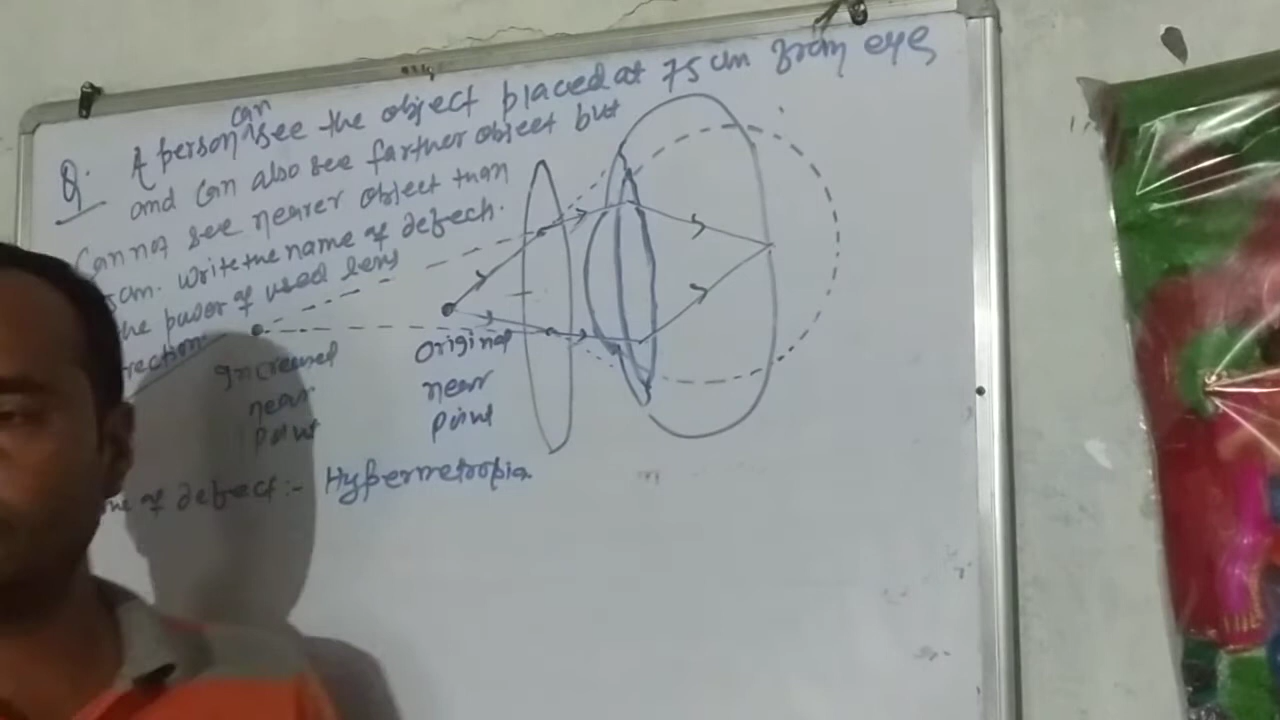 can
Q. A person see the object placed at 75 cm from eye
and can also see farther object but
Cannot see nearer object than
5cm. Write the name of defect.
the power of used lens
rection.
Increased
near
point
Original
near
point
me of defect :- Hypermetropia